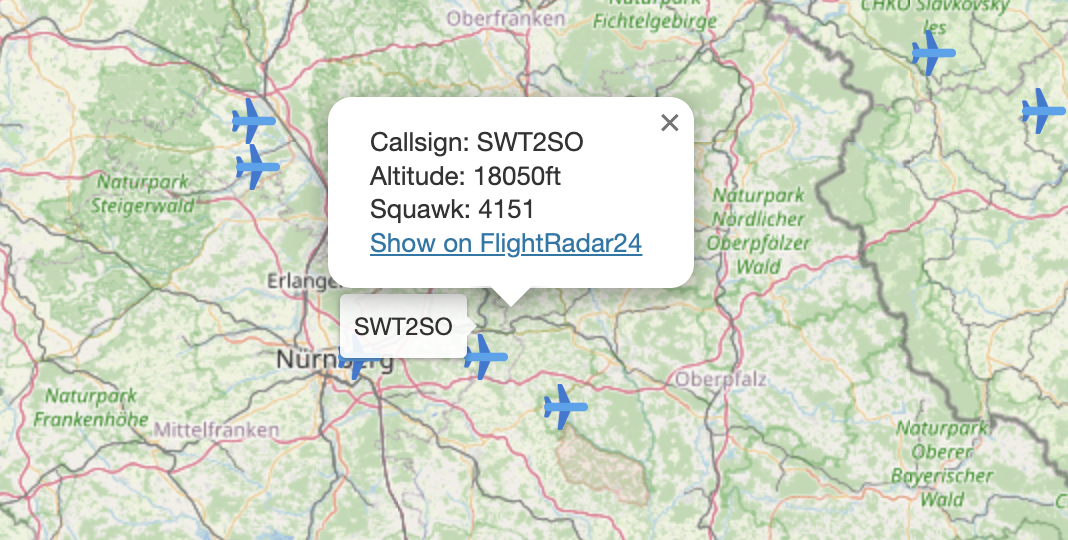 Oberfranken
Naturpark
Fichtelgebirge
CHKO Slavkovský
les
Callsign: SWT2SO
Altitude: 18050ft
Squawk: 4151
Show on FlightRadar24
Naturpark
Steigerwald
Naturpark
Nördlicher
Oberpfälzer
Wald
Erlangen
SWT2SO
Nürnberg
Oberpfalz
Naturpark
Frankenhöhe
Mittelfranken
Naturpark
Oberer
Bayerischer
Wald